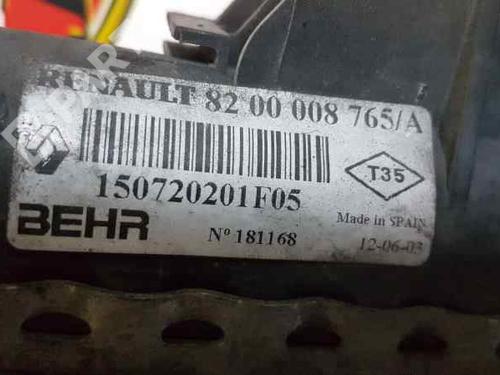 RENAULT 82 00 008 765/A
T35
150720201F05
Made in SPAIN
BEHR
Nº 181168
12-06-03